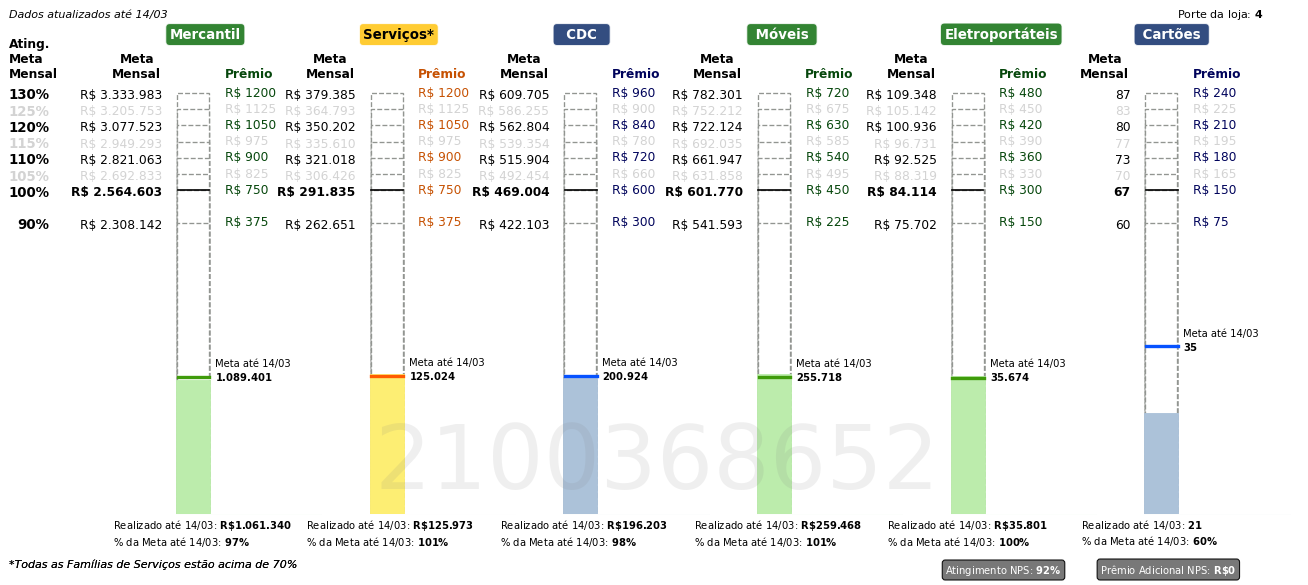 Dados atualizados até 14/03
Porte da loja: 4
Mercantil Serviços* CDC Móveis Eletroportáteis Cartões
Ating. Meta Mensal
Meta Mensal Prêmio Meta Mensal Prêmio Meta Mensal Prêmio Meta Mensal Prêmio Meta Mensal Prêmio Meta Mensal Prêmio
130% R$ 3.333.983 R$ 1200 R$ 379.385 R$ 1200 R$ 609.705 R$ 960 R$ 782.301 R$ 720 R$ 109.348 R$ 480 87 R$ 240
125% R$ 3.205.753 R$ 1125 R$ 364.793 R$ 1125 R$ 586.255 R$ 900 R$ 752.212 R$ 675 R$ 105.142 R$ 450 83 R$ 225
120% R$ 3.077.523 R$ 1050 R$ 350.202 R$ 1050 R$ 562.804 R$ 840 R$ 722.124 R$ 630 R$ 100.936 R$ 420 80 R$ 210
115% R$ 2.949.293 R$ 975 R$ 335.610 R$ 975 R$ 539.354 R$ 780 R$ 692.035 R$ 585 R$ 96.731 R$ 390 77 R$ 195
110% R$ 2.821.063 R$ 900 R$ 321.018 R$ 900 R$ 515.904 R$ 720 R$ 661.947 R$ 540 R$ 92.525 R$ 360 73 R$ 180
105% R$ 2.692.833 R$ 825 R$ 306.426 R$ 825 R$ 492.454 R$ 660 R$ 631.858 R$ 495 R$ 88.319 R$ 330 70 R$ 165
100% R$ 2.564.603 R$ 750 R$ 291.835 R$ 750 R$ 469.004 R$ 600 R$ 601.770 R$ 450 R$ 84.114 R$ 300 67 R$ 150
90% R$ 2.308.142 R$ 375 R$ 262.651 R$ 375 R$ 422.103 R$ 300 R$ 541.593 R$ 225 R$ 75.702 R$ 150 60 R$ 75
Meta até 14/03
35
Meta até 14/03 Meta até 14/03 Meta até 14/03 Meta até 14/03 Meta até 14/03
1.089.401 125.024 200.924 255.718 35.674
2100368652
Realizado até 14/03: R$1.061.340 Realizado até 14/03: R$125.973 Realizado até 14/03: R$196.203 Realizado até 14/03: R$259.468 Realizado até 14/03: R$35.801 Realizado até 14/03: 21
% da Meta até 14/03: 97% % da Meta até 14/03: 101% % da Meta até 14/03: 98% % da Meta até 14/03: 101% % da Meta até 14/03: 100% % da Meta até 14/03: 60%
*Todas as Famílias de Serviços estão acima de 70%
Atingimento NPS: 92% Prêmio Adicional NPS: R$0